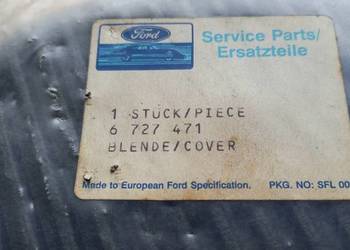 Ford
Service Parts/
Ersatzteile
1 STÜCK/PIECE
6 727 471
BLENDE/COVER
Made to European Ford Specification. PKG. NO: SFL 00